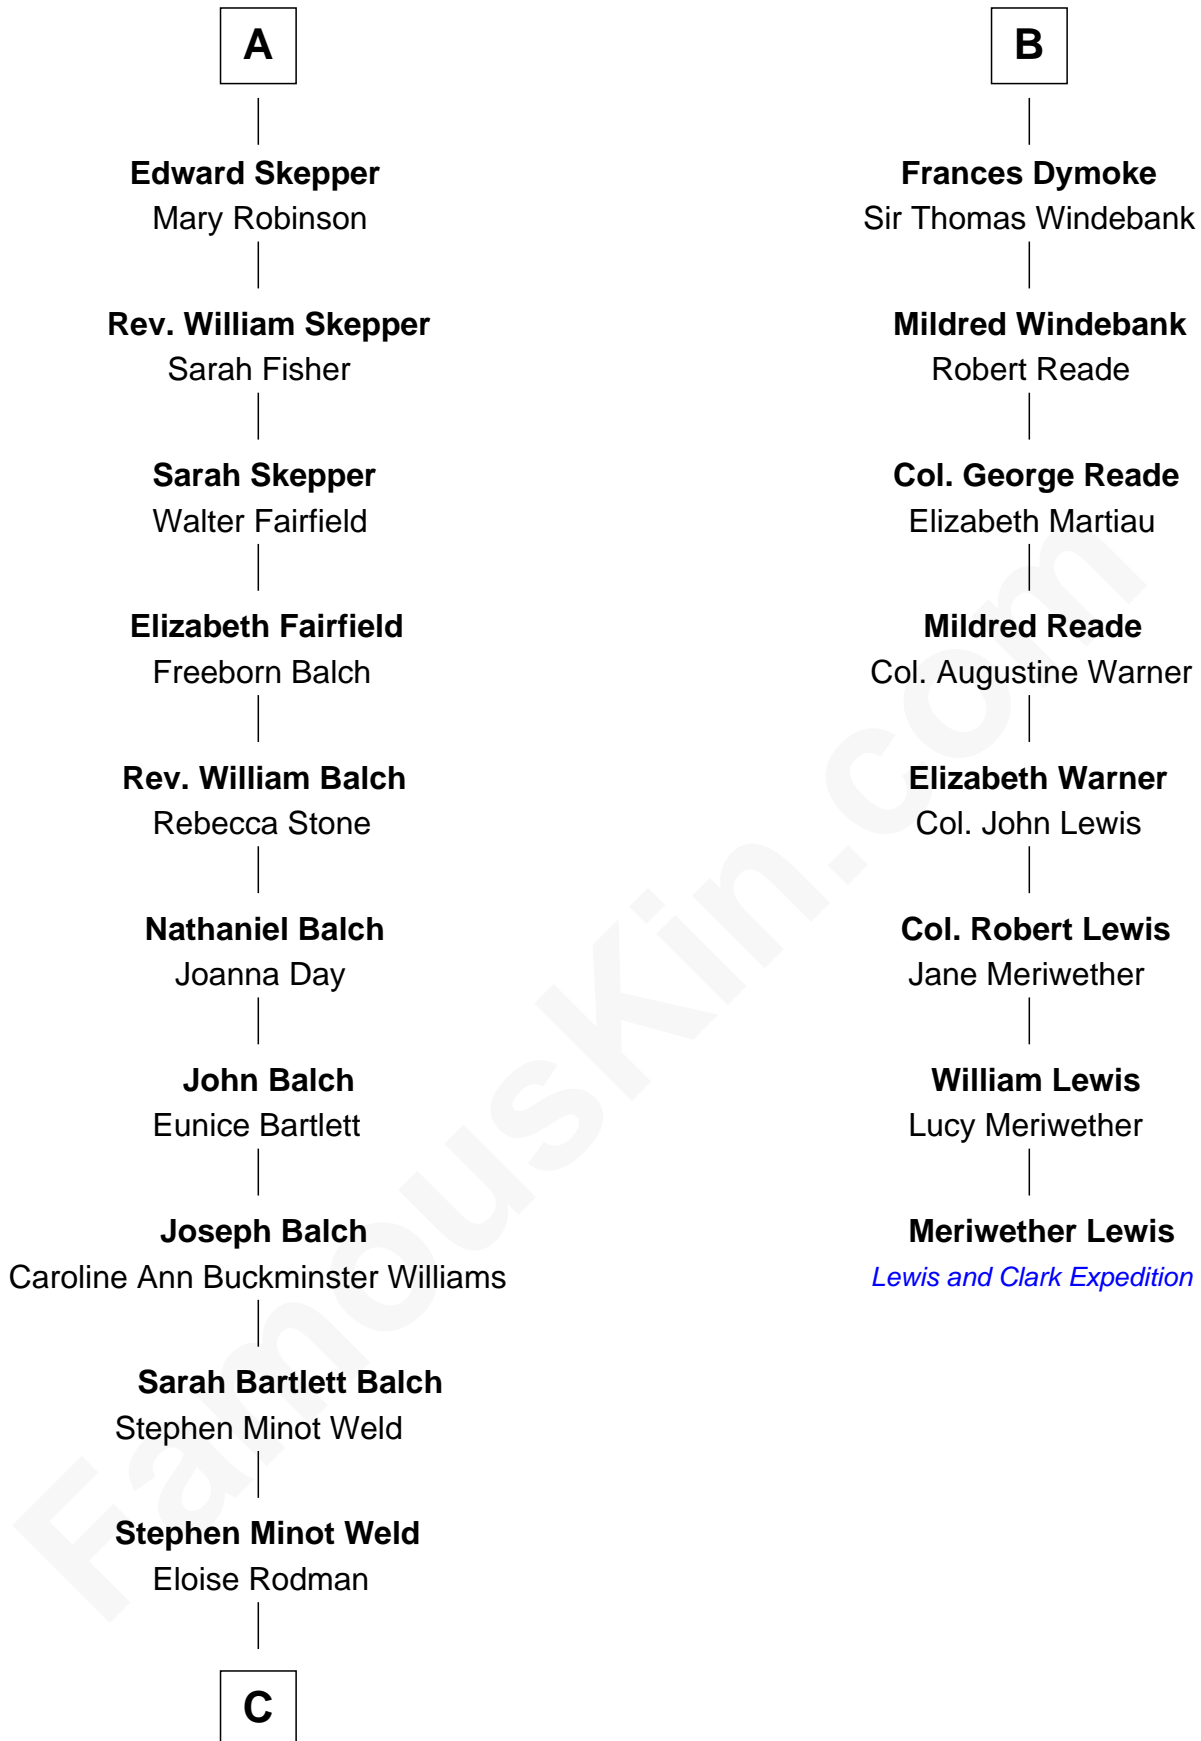 A
Edward Skepper
Mary Robinson
Rev. William Skepper
Sarah Fisher
Sarah Skepper
Walter Fairfield
Elizabeth Fairfield
Freeborn Balch
Rev. William Balch
Rebecca Stone
Nathaniel Balch
Joanna Day
John Balch
Eunice Bartlett
Joseph Balch
Caroline Ann Buckminster Williams
Sarah Bartlett Balch
Stephen Minot Weld
Stephen Minot Weld
Eloise Rodman
C
B
Frances Dymoke
Sir Thomas Windebank
Mildred Windebank
Robert Reade
Col. George Reade
Elizabeth Martiau
Mildred Reade
Col. Augustine Warner
Elizabeth Warner
Col. John Lewis
Col. Robert Lewis
Jane Meriwether
William Lewis
Lucy Meriwether
Meriwether Lewis
Lewis and Clark Expedition
FamousKin.com